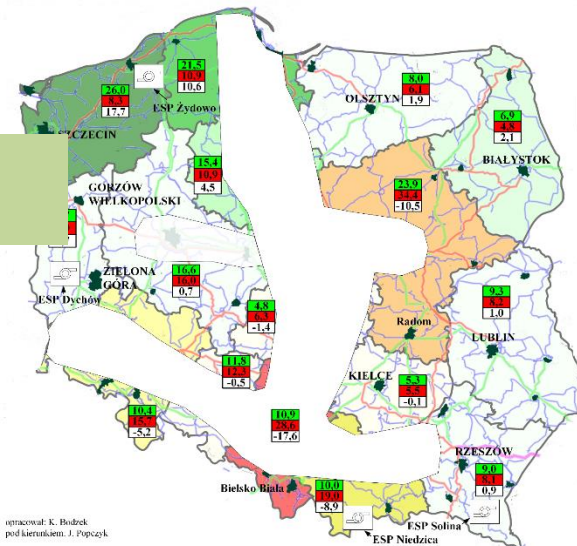 21,5
10,9
10,6
26,0
8,3
17,7
ESP Żydowo
SZCZECIN
8,0
6,1
1,9
OLSZTYN
6,9
4,8
2,1
BIAŁYSTOK
15,4
10,9
4,5
23,9
34,4
-10,5
GORZÓW
WIELKOPOLSKI
ZIELONA
GÓRA
ESP Dychów
16,6
16,0
0,7
4,8
6,3
-1,4
9,3
8,2
1,0
LUBLIN
Radom
11,8
12,3
-0,5
KIELCE
5,3
5,5
-0,1
10,4
15,7
-5,2
10,9
28,6
-17,6
RZESZÓW
9,0
8,1
0,9
Bielsko Biała
10,0
19,0
-8,9
ESP Solina
ESP Niedzica
opracował: K. Bodzek
pod kierunkiem. J. Popczyk